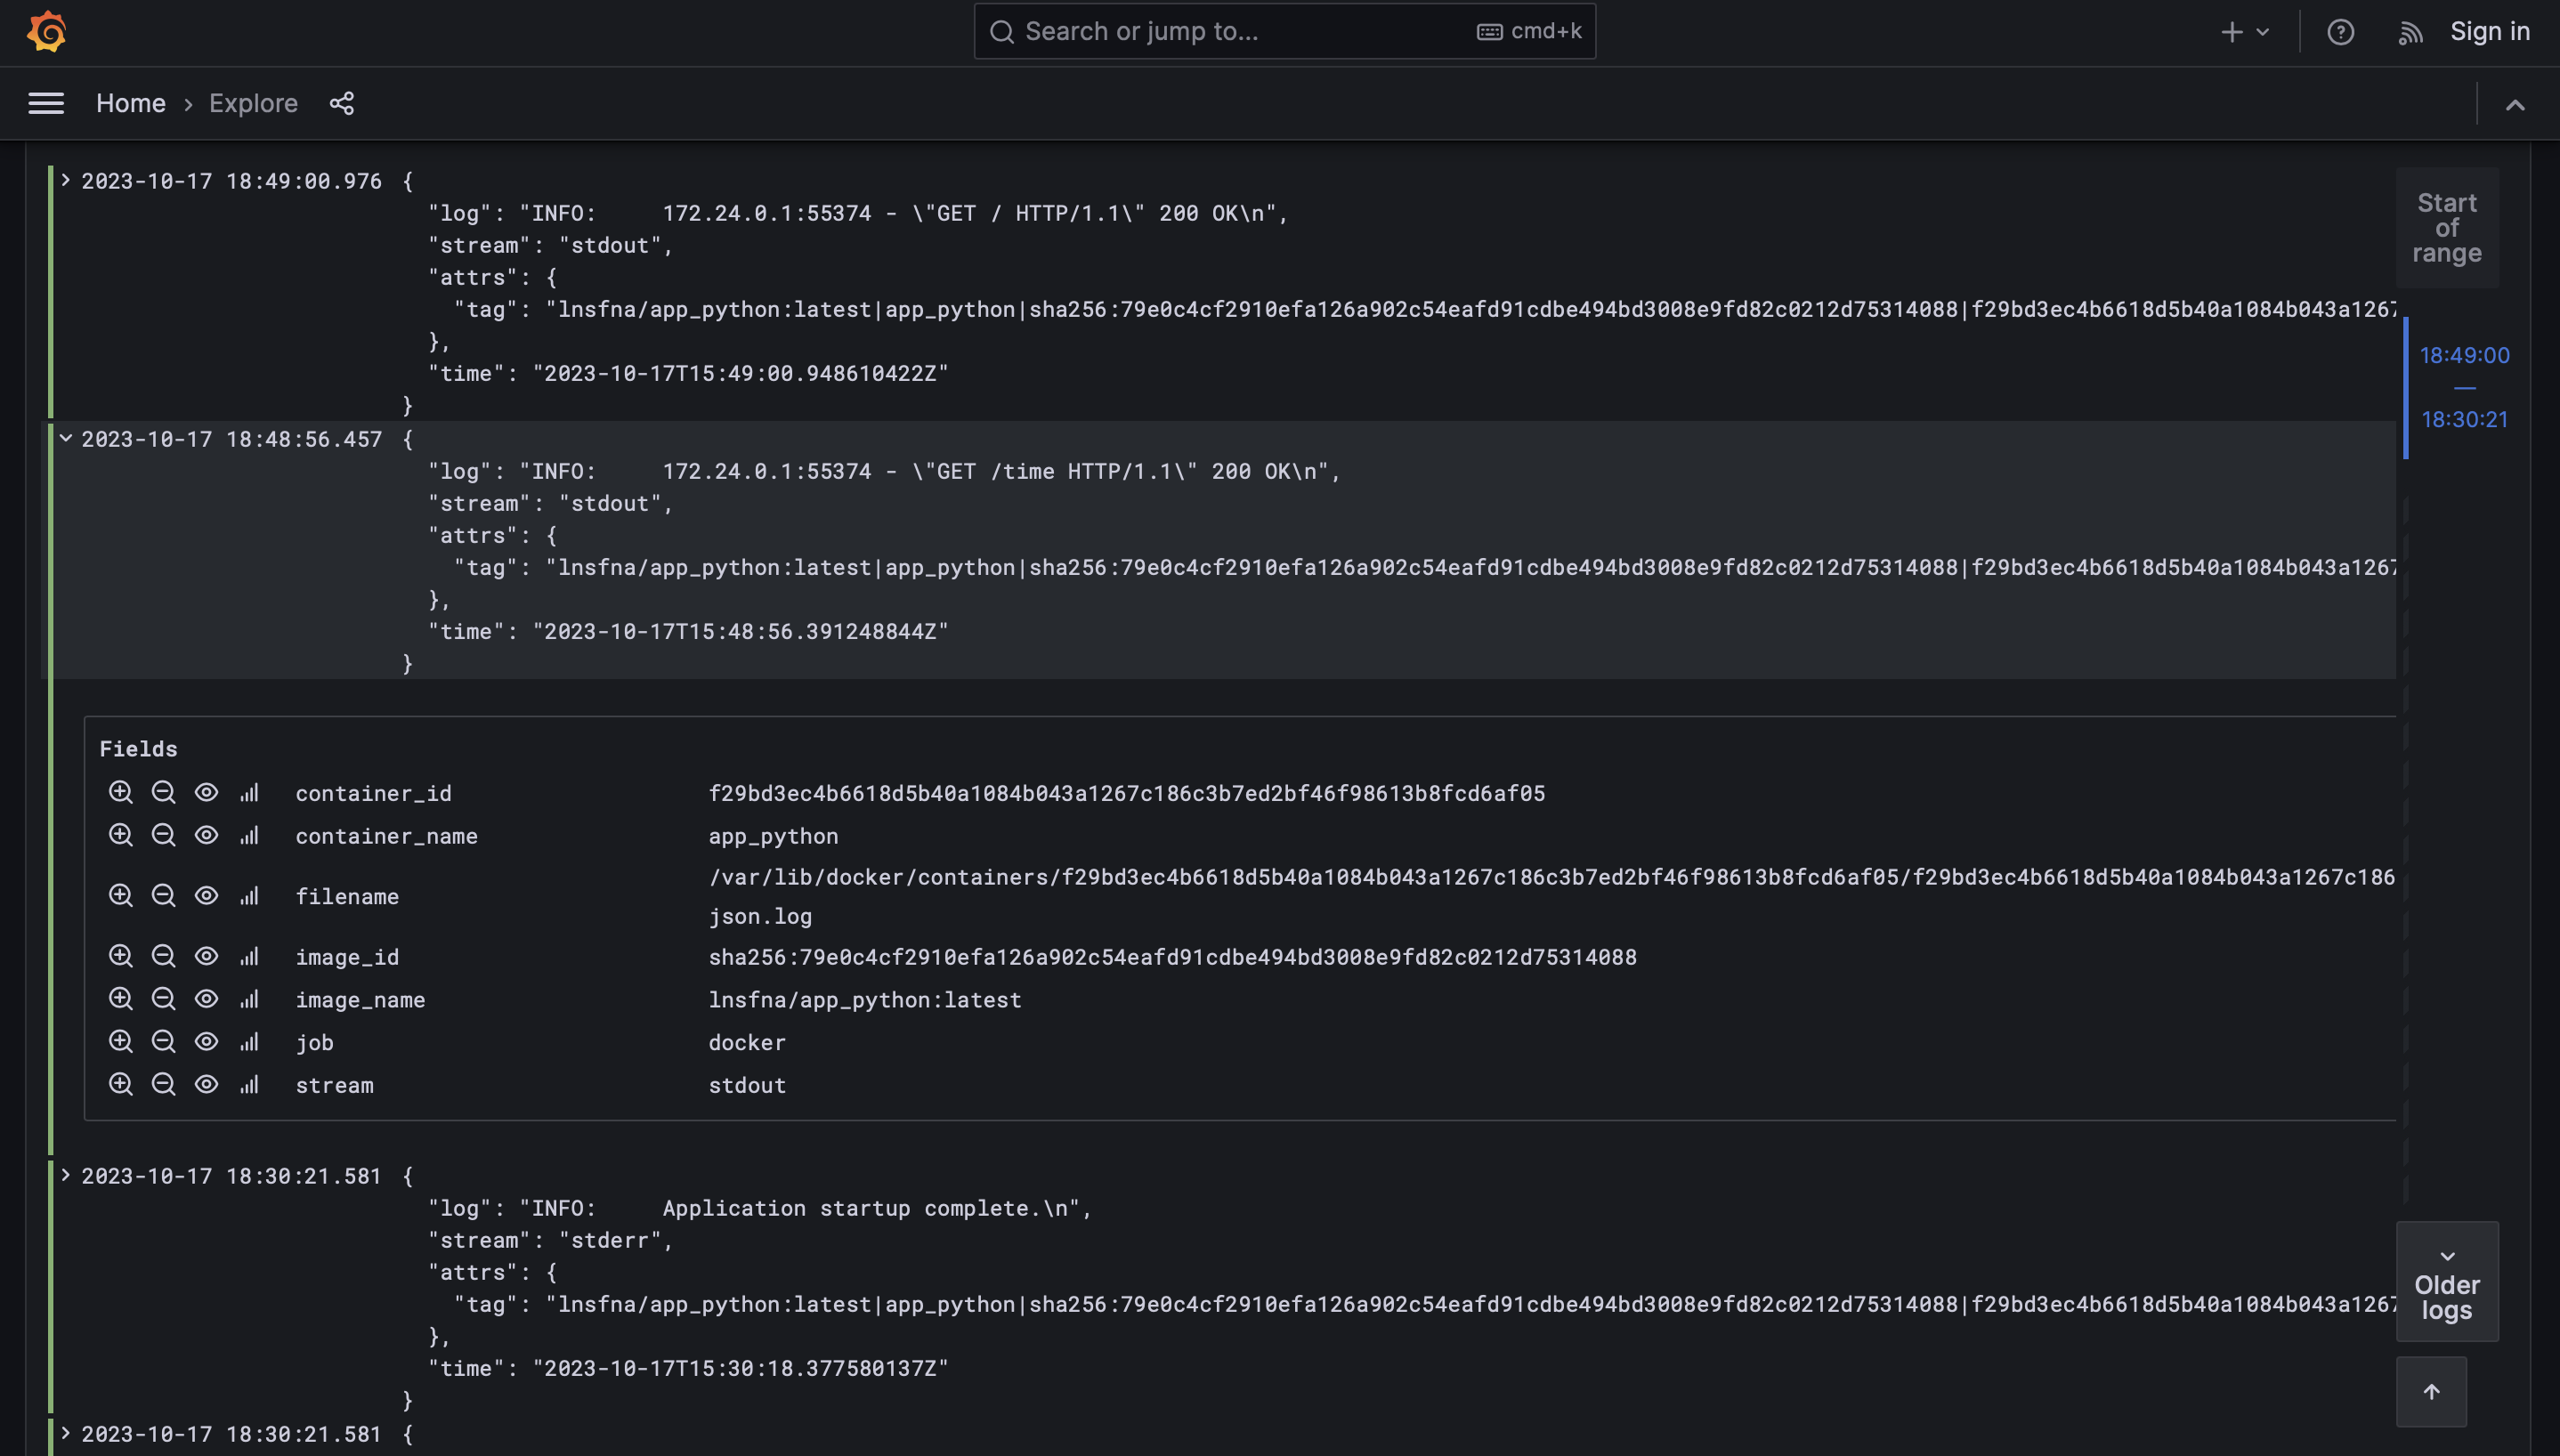 Search or jump to... cmd+k Sign in
Home › Explore
2023-10-17 18:49:00.976 {
"log": "INFO:     172.24.0.1:55374 - \"GET / HTTP/1.1\" 200 OK\n",
"stream": "stdout",
"attrs": {
"tag": "lnsfna/app_python:latest|app_python|sha256:79e0c4cf2910efa126a902c54eafd91cdbe494bd3008e9fd82c0212d75314088|f29bd3ec4b6618d5b40a1084b043a1267
},
"time": "2023-10-17T15:49:00.948610422Z"
}
2023-10-17 18:48:56.457 {
"log": "INFO:     172.24.0.1:55374 - \"GET /time HTTP/1.1\" 200 OK\n",
"stream": "stdout",
"attrs": {
"tag": "lnsfna/app_python:latest|app_python|sha256:79e0c4cf2910efa126a902c54eafd91cdbe494bd3008e9fd82c0212d75314088|f29bd3ec4b6618d5b40a1084b043a1267
},
"time": "2023-10-17T15:48:56.391248844Z"
}
Fields
container_id f29bd3ec4b6618d5b40a1084b043a1267c186c3b7ed2bf46f98613b8fcd6af05
container_name app_python
filename /var/lib/docker/containers/f29bd3ec4b6618d5b40a1084b043a1267c186c3b7ed2bf46f98613b8fcd6af05/f29bd3ec4b6618d5b40a1084b043a1267c186
json.log
image_id sha256:79e0c4cf2910efa126a902c54eafd91cdbe494bd3008e9fd82c0212d75314088
image_name lnsfna/app_python:latest
job docker
stream stdout
2023-10-17 18:30:21.581 {
"log": "INFO:     Application startup complete.\n",
"stream": "stderr",
"attrs": {
"tag": "lnsfna/app_python:latest|app_python|sha256:79e0c4cf2910efa126a902c54eafd91cdbe494bd3008e9fd82c0212d75314088|f29bd3ec4b6618d5b40a1084b043a1267
},
"time": "2023-10-17T15:30:18.377580137Z"
}
2023-10-17 18:30:21.581 {
Start
of
range
18:49:00
—
18:30:21
Older
logs